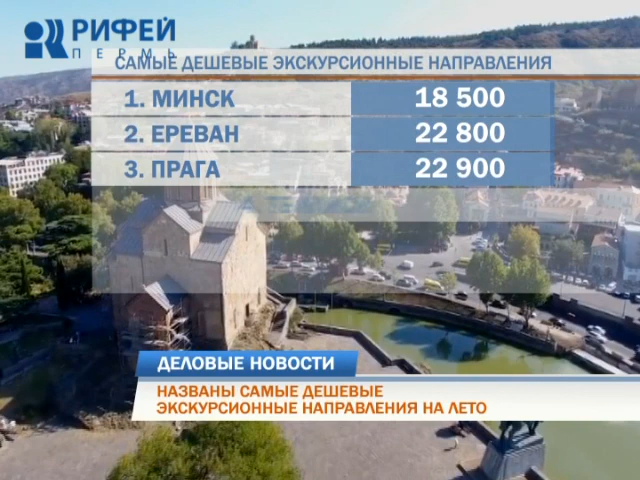 РИФЕЙ
ПЕРМЬ
САМЫЕ ДЕШЕВЫЕ ЭКСКУРСИОННЫЕ НАПРАВЛЕНИЯ
1. МИНСК 18 500
2. ЕРЕВАН 22 800
3. ПРАГА 22 900
ДЕЛОВЫЕ НОВОСТИ
НАЗВАНЫ САМЫЕ ДЕШЕВЫЕ
ЭКСКУРСИОННЫЕ НАПРАВЛЕНИЯ НА ЛЕТО